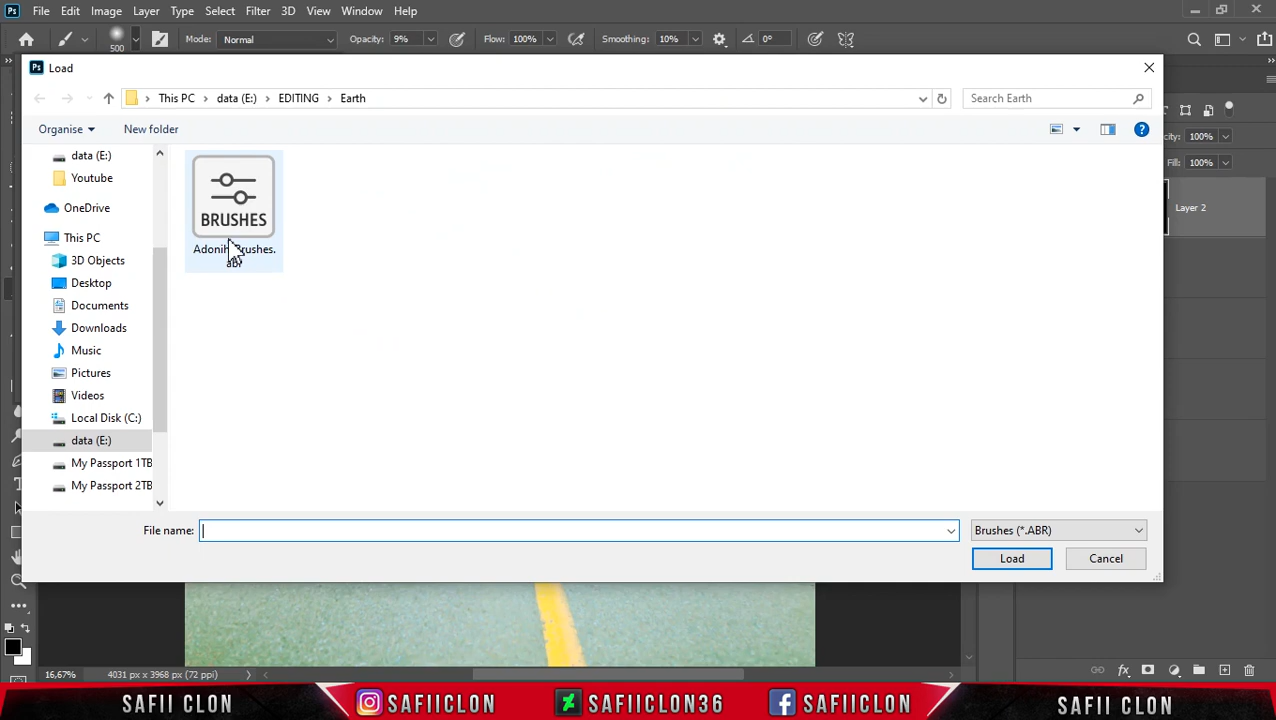 Ps File Edit Image Layer Type Select Filter 3D View Window Help
500 Mode: Normal Opacity: 9% Flow: 100% Smoothing: 10% 0°
Ps Load
This PC data (E:) EDITING Earth Search Earth
Organise New folder
data (E:)
Youtube
OneDrive
This PC
3D Objects
Desktop
Documents
Downloads
Music
Pictures
Videos
Local Disk (C:)
data (E:)
My Passport 1TB
My Passport 2TB
BRUSHES
abr
File name: Brushes (*.ABR)
Load Cancel
100%
Fill: 100%
Layer 2
16,67% 4031 px x 3968 px (72 ppi)
fx
SAFII CLON SAFIICLON SAFIICLON36 SAFIICLON SAFII CLON